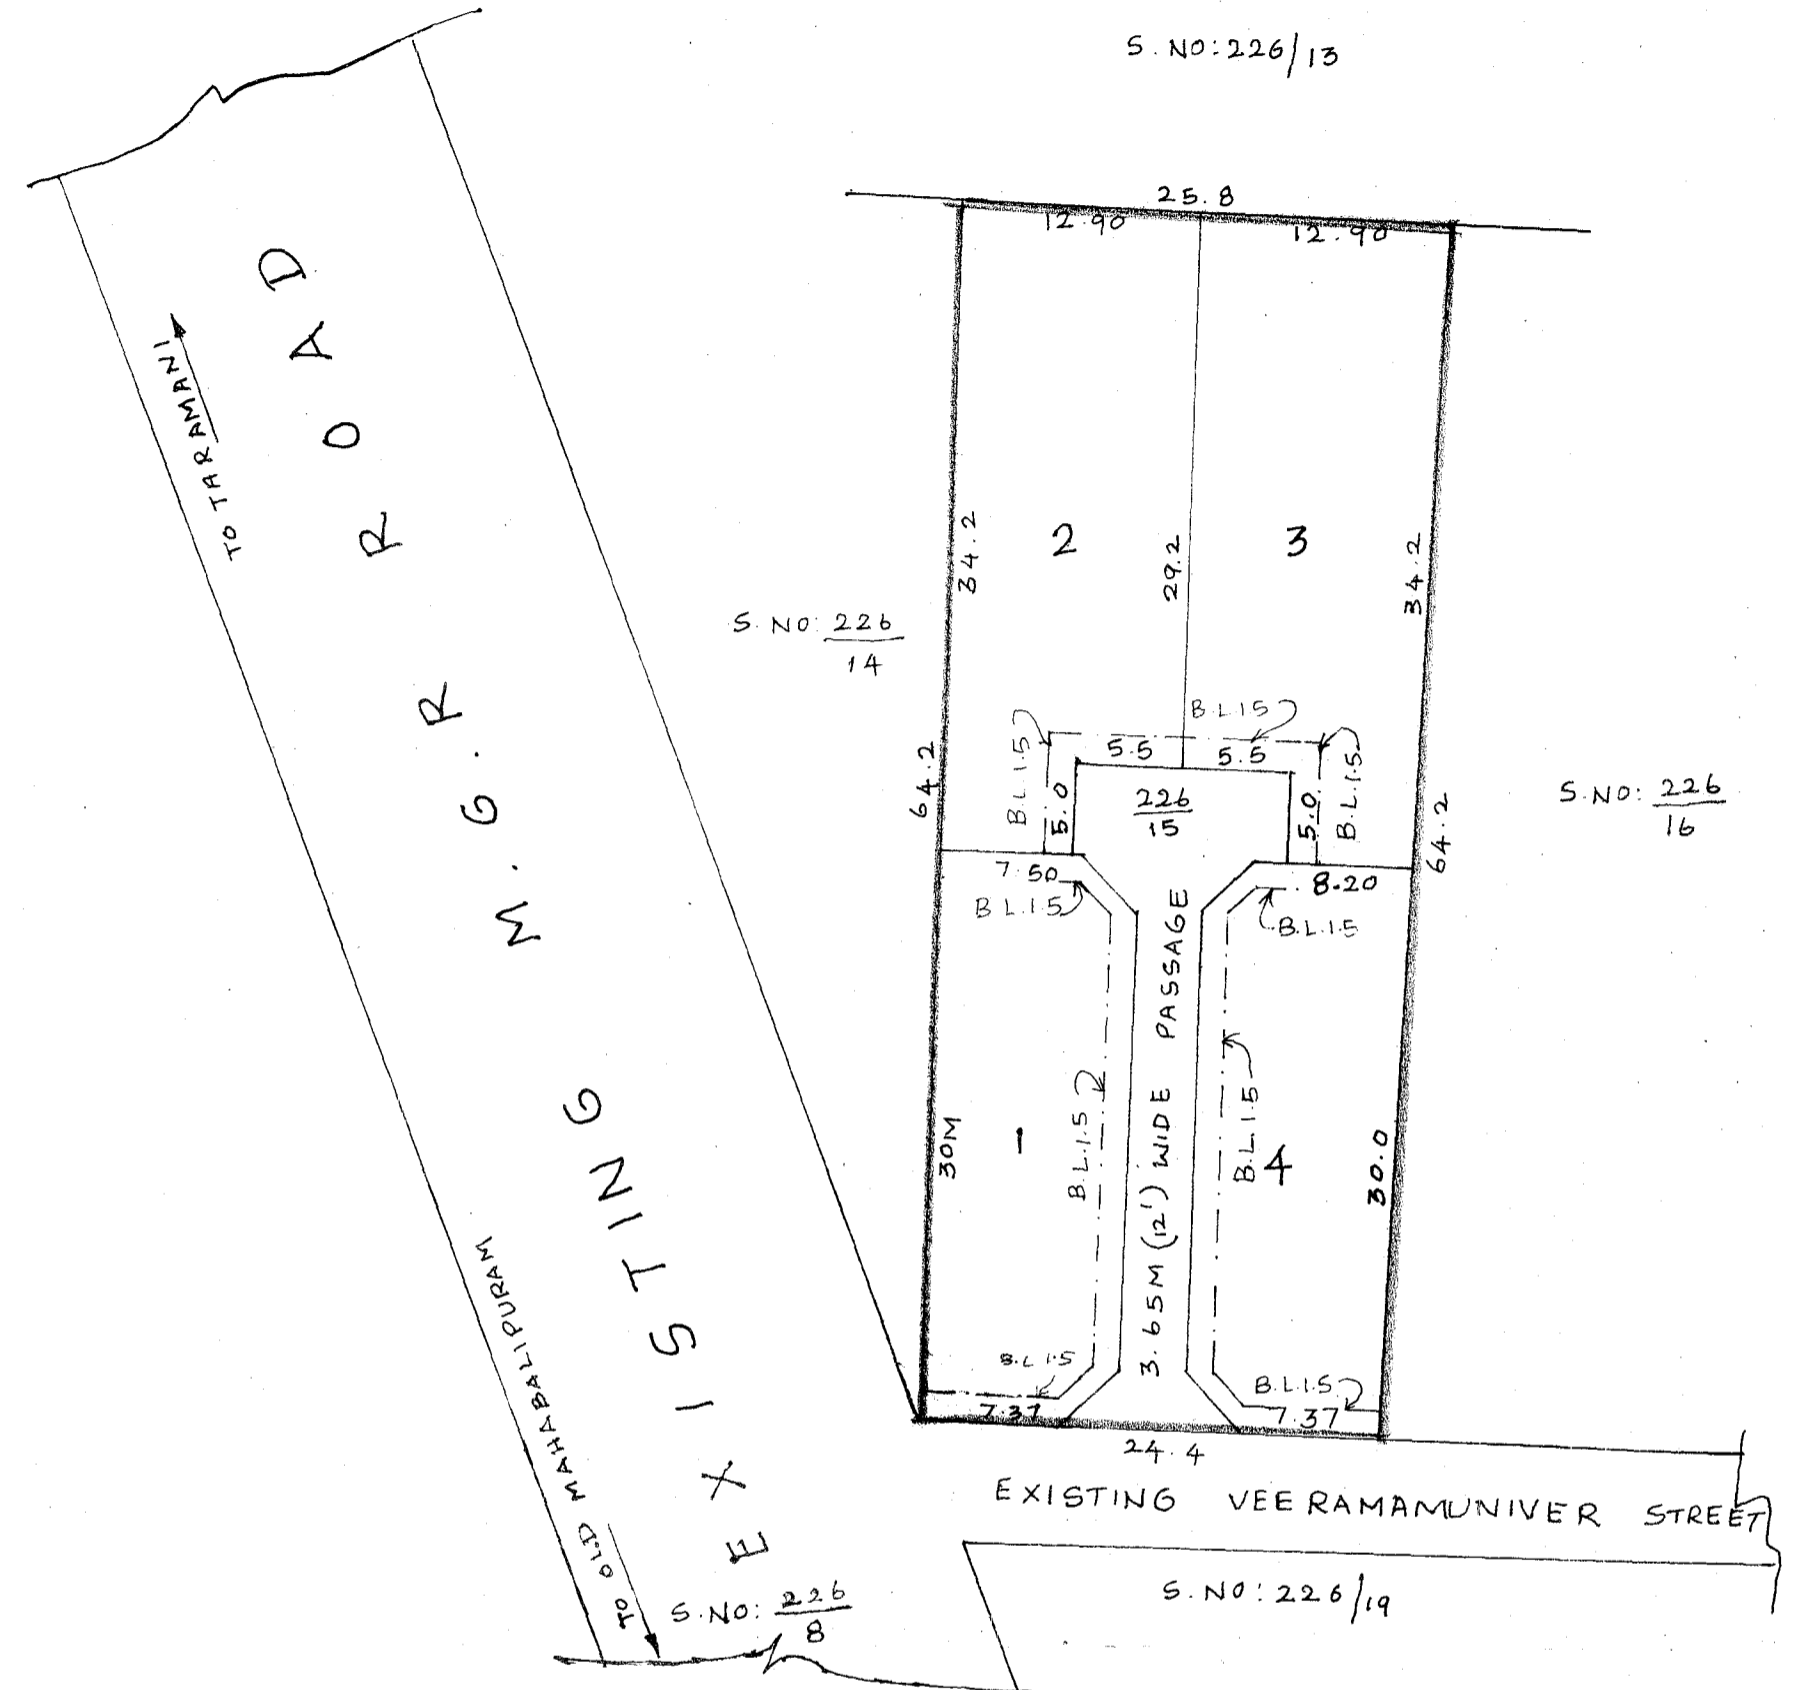 S. NO: 226/13
25.8
12.90
12.90
EXISTING M.G.R ROAD
TO TARAMANI
TO OLD MAHABALIPURAM
2
3
34.2
29.2
34.2
S. NO: 226
14
64.2
64.2
S.NO: 226
16
B.L.1.5
B.L.1.5
B.L.1.5
5.5
5.5
5.0
5.0
226
15
7.50
8.20
B.L.1.5
B.L.1.5
3.65M (12') WIDE PASSAGE
30M
1
B.L.1.5
B.L.1.5
4
30.0
B.L 1.5
B.L.1.5
7.37
7.37
24.4
EXISTING VEERAMAMUNIVER STREET
S.NO: 226
8
S.NO: 226/19